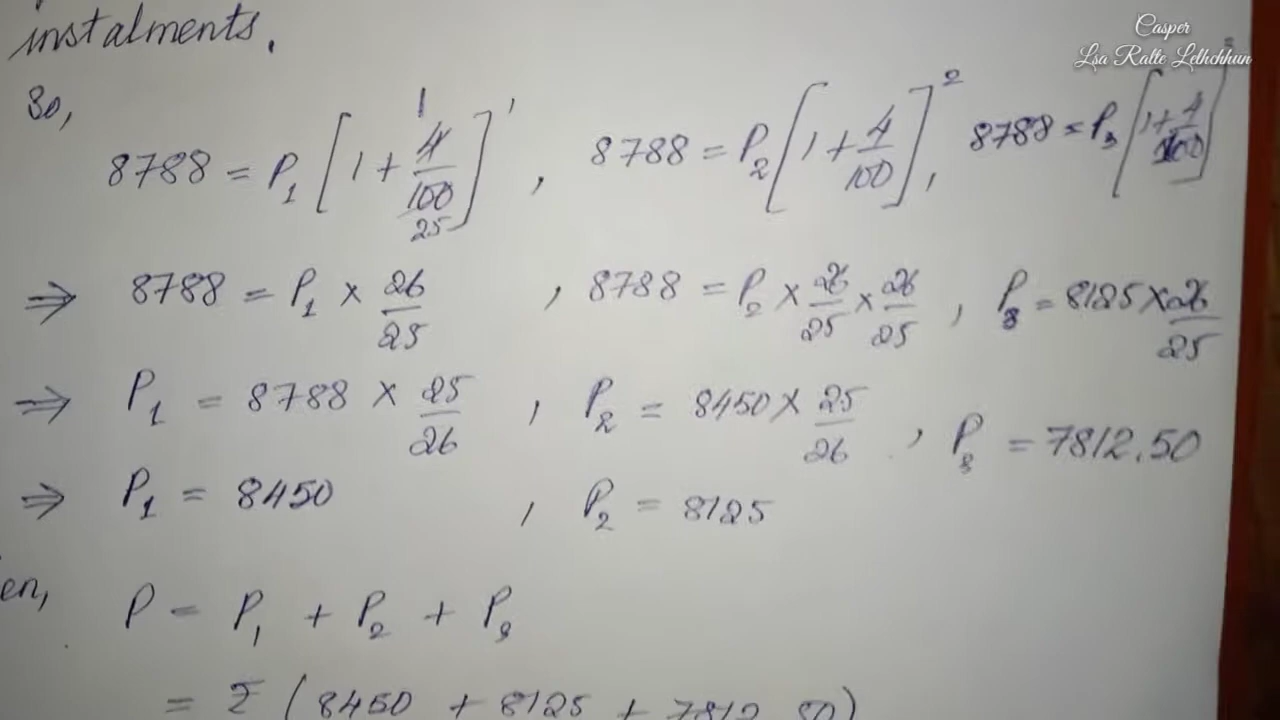 Casper
Lsa Ralte Lelhchhun
instalments.
So,
8788 = P₁ [1 + 4/100]¹, 8788 = P₂ [1 + 4/100]², 8788 = P₃ [1 + 4/100]
1
25
⇒ 8788 = P₁ × 26/25, 8788 = P₂ × 26/25 × 26/25, P₃ = 8125 × 26/25
⇒ P₁ = 8788 × 25/26, P₂ = 8450 × 25/26, P₃ = 7812.50
⇒ P₁ = 8450, P₂ = 8125
en,
P = P₁ + P₂ + P₃
= ₹ (8450 + 8125 + 7812.50)